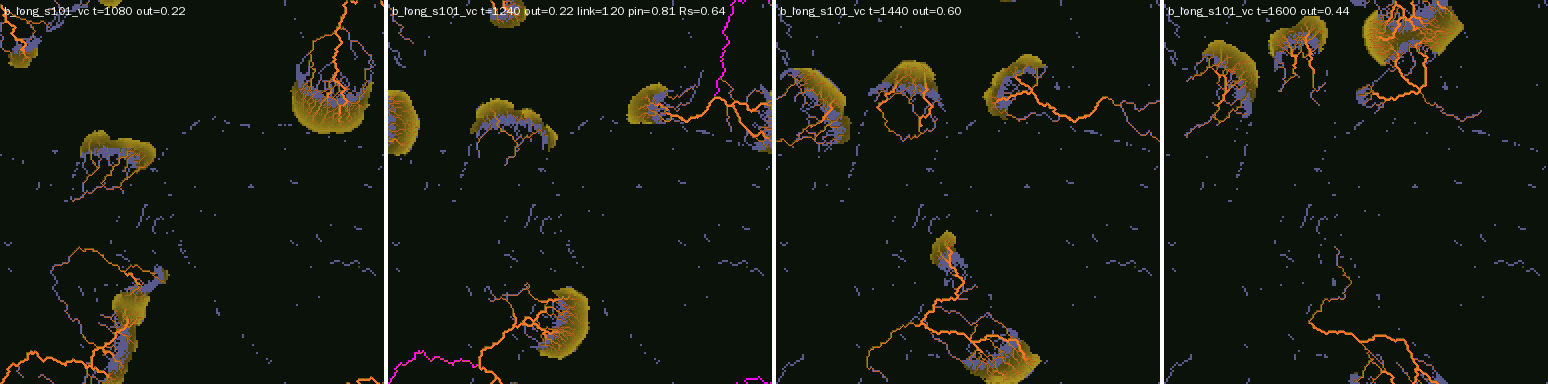 b_long_s101_vc t=1080 out=0.22
b_long_s101_vc t=1240 out=0.22 link=120 pin=0.81 Rs=0.64
b_long_s101_vc t=1440 out=0.60
b_long_s101_vc t=1600 out=0.44